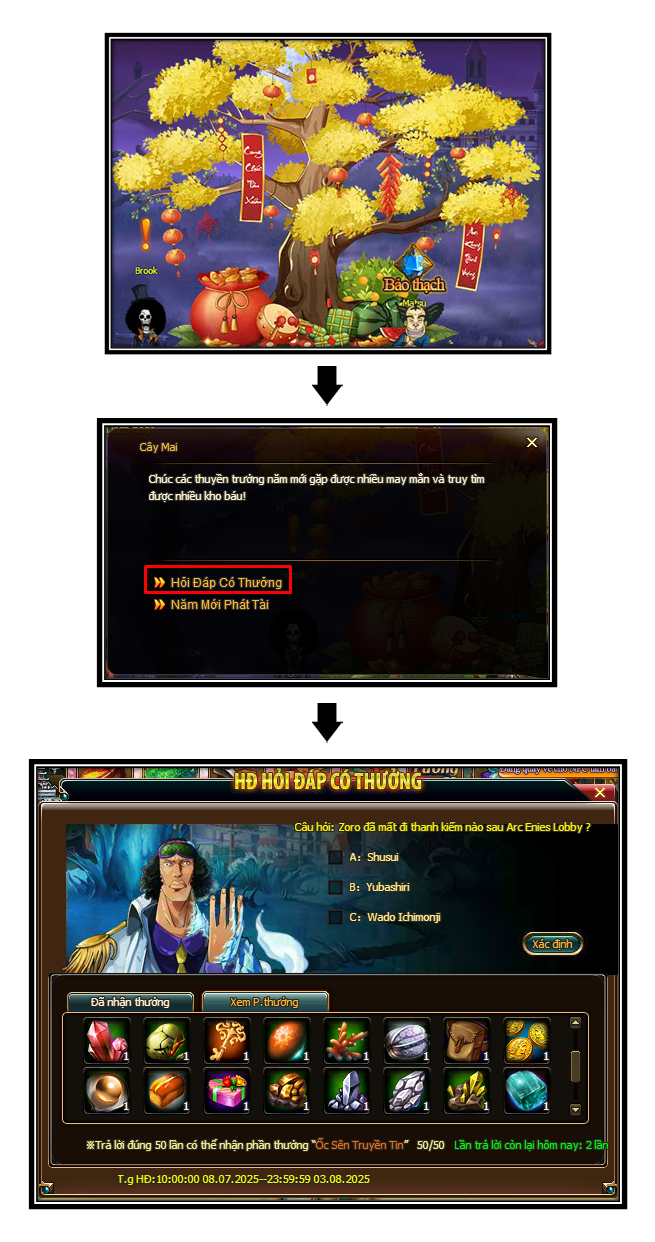 Cung
Chúc
Tân
Xuân
An
Khang
Thịnh
Vượng
Brook
Bảo thạch
Matsu
Cây Mai
Chúc các thuyền trưởng năm mới gặp được nhiều may mắn và truy tìm
được nhiều kho báu!
Hỏi Đáp Có Thưởng
Năm Mới Phát Tài
HĐ HỎI ĐÁP CÓ THƯỞNG
Câu hỏi: Zoro đã mất đi thanh kiếm nào sau Arc Enies Lobby ?
A: Shusui
B: Yubashiri
C: Wado Ichimonji
Xác định
Đã nhận thưởng
Xem P.thưởng
1 1 1 1 1 1 1 1
1 1 1 1 1 1 1 1
※Trả lời đúng 50 lần có thể nhận phần thưởng "Ốc Sên Truyền Tin" 50/50 Lần trả lời còn lại hôm nay: 2 lần
T.g HĐ:10:00:00 08.07.2025--23:59:59 03.08.2025